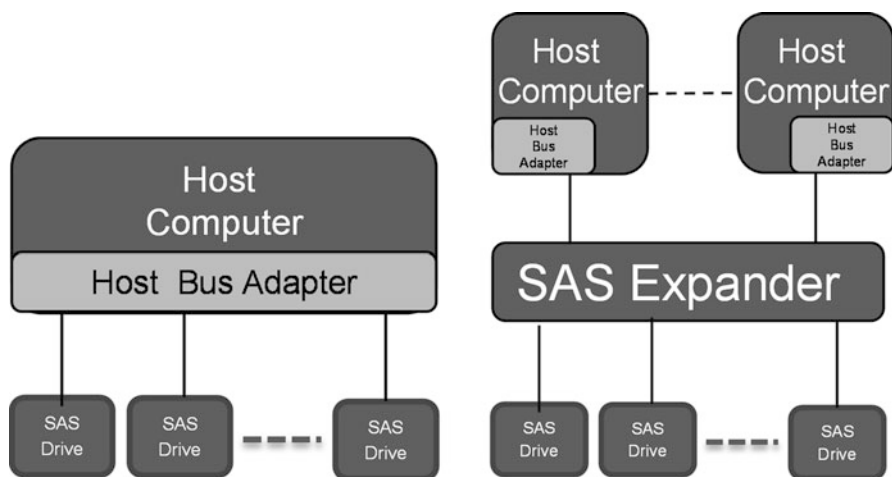 Host
Computer
Host Bus Adapter
SAS
Drive
SAS
Drive
SAS
Drive
Host
Computer
Host
Bus
Adapter
Host
Computer
Host
Bus
Adapter
SAS Expander
SAS
Drive
SAS
Drive
SAS
Drive